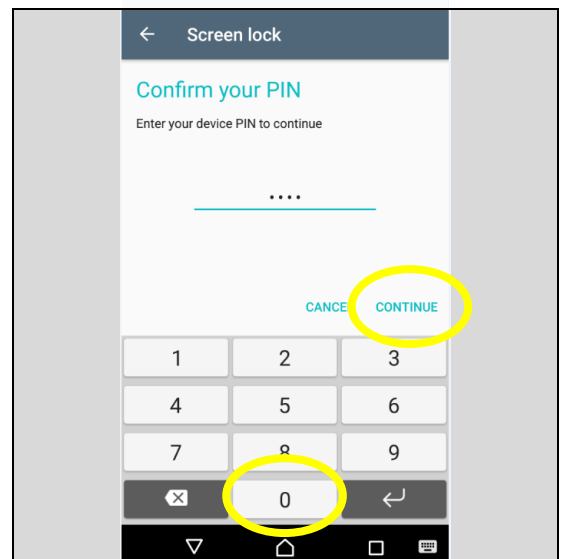 Screen lock
Confirm your PIN
Enter your device PIN to continue
••••
CANCE CONTINUE
1 2 3
4 5 6
7 8 9
0